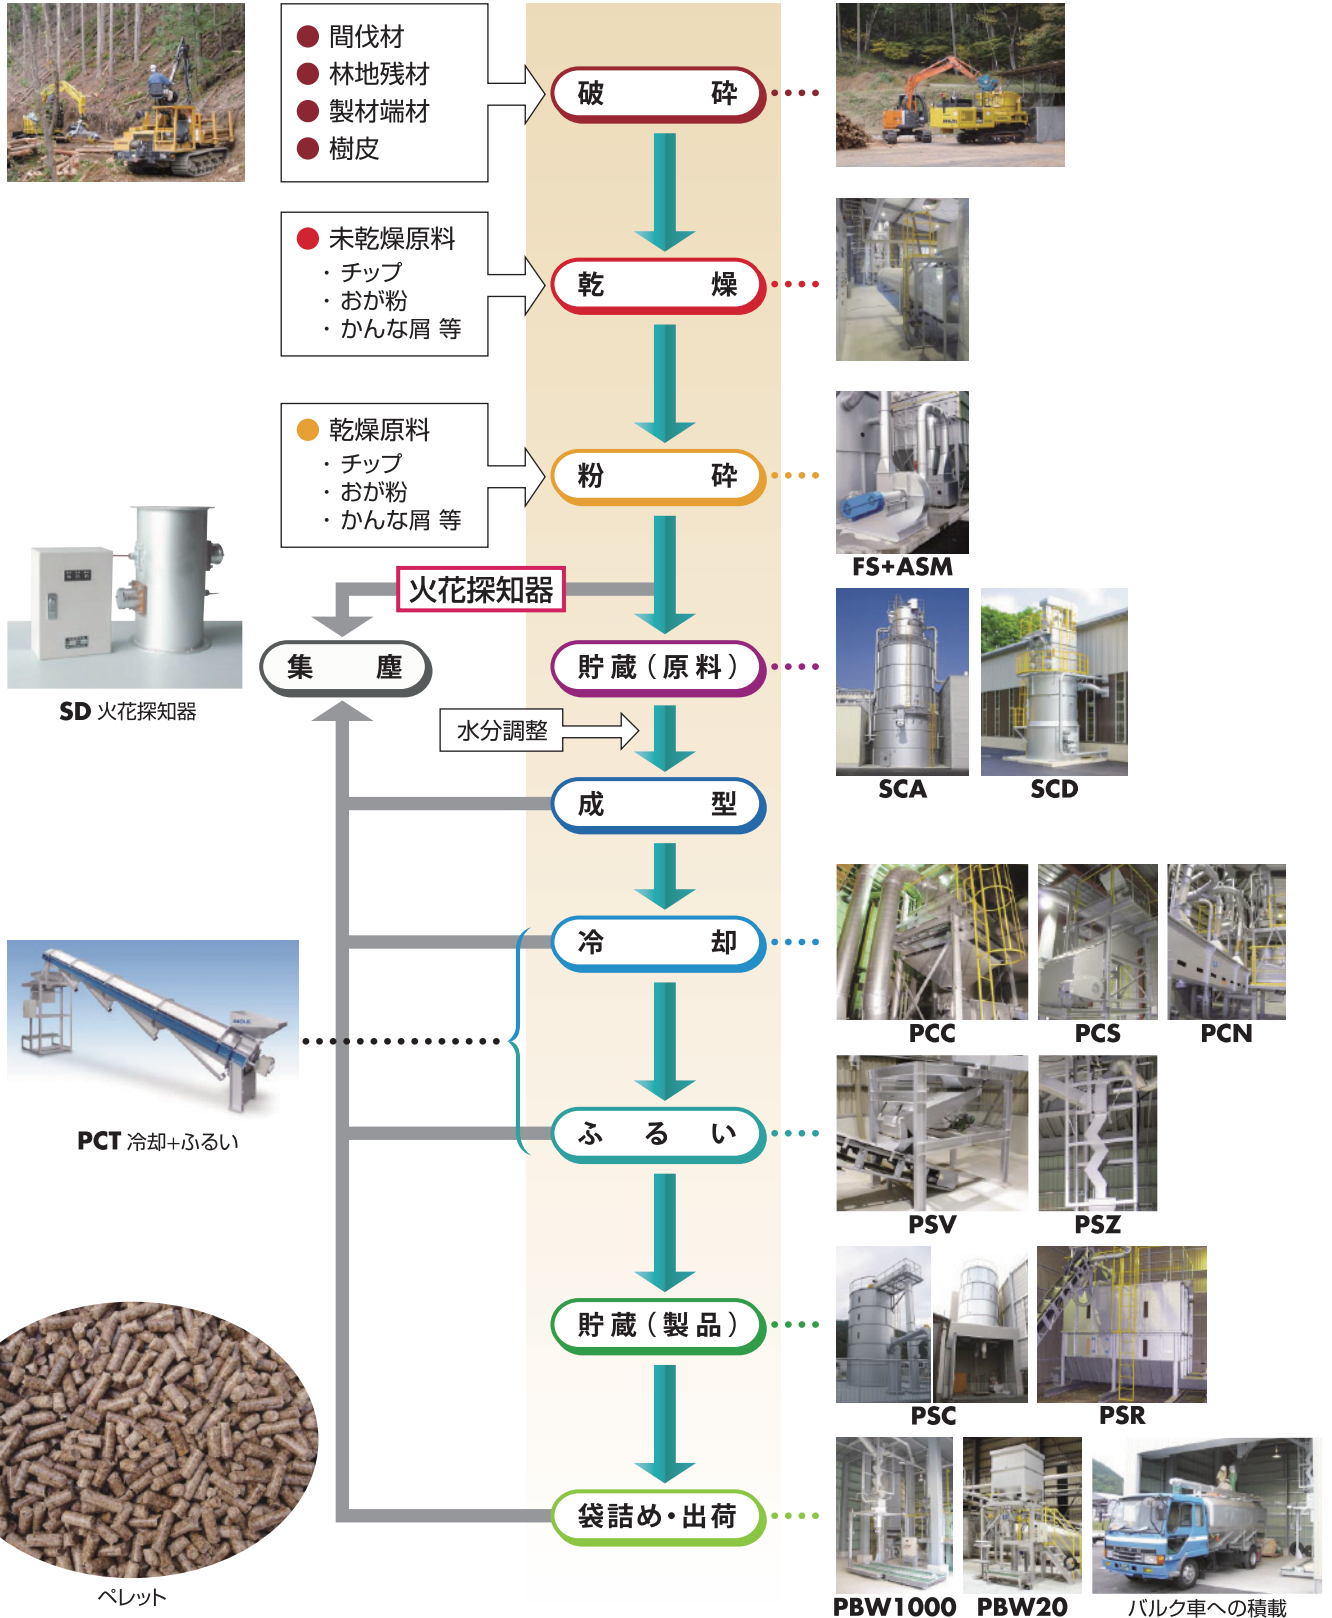 間伐材
林地残材
製材端材
樹皮
破砕
未乾燥原料
・チップ
・おが粉
・かんな屑 等
乾燥
乾燥原料
・チップ
・おが粉
・かんな屑 等
粉砕
FS+ASM
火花探知器
SD 火花探知器
集塵
貯蔵(原料)
SCA
SCD
水分調整
成型
冷却
PCC
PCS
PCN
PCT 冷却+ふるい
ふるい
PSV
PSZ
貯蔵(製品)
PSC
PSR
袋詰め・出荷
ペレット
PBW1000
PBW20
バルク車への積載